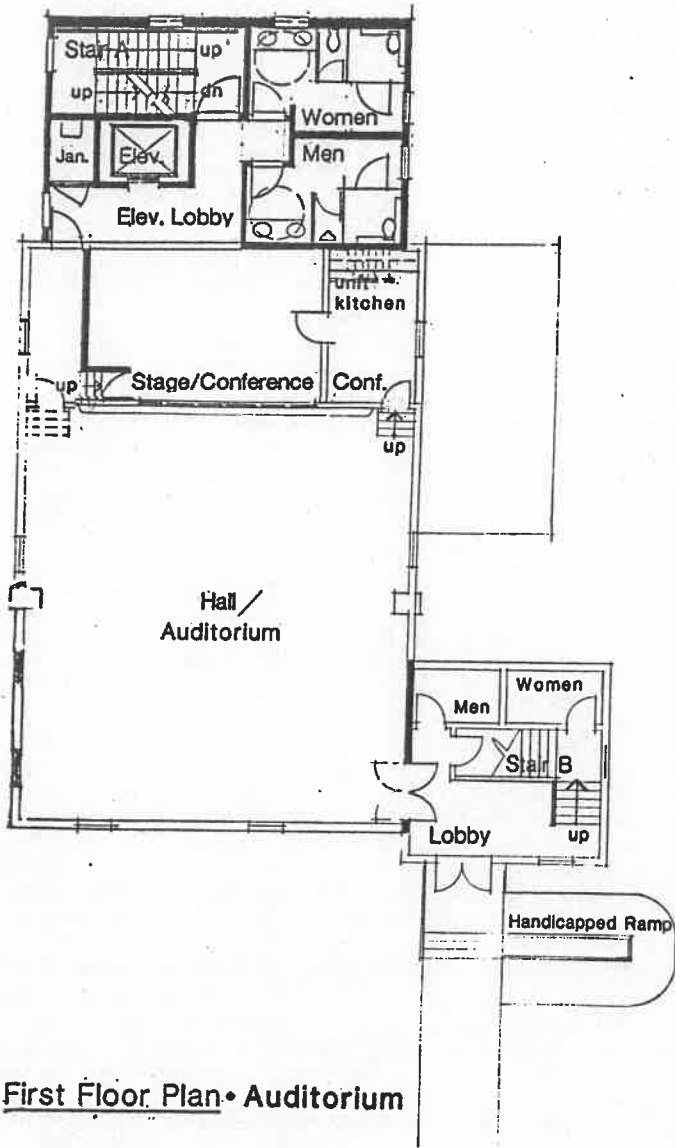 Stair A
up
up
dn
Women
Jan.
Elev.
Men
Elev. Lobby
unit
kitchen
up
Stage/Conference
Conf.
up
Hall/
Auditorium
Men
Women
Stair B
Lobby
up
Handicapped Ramp
First Floor Plan • Auditorium